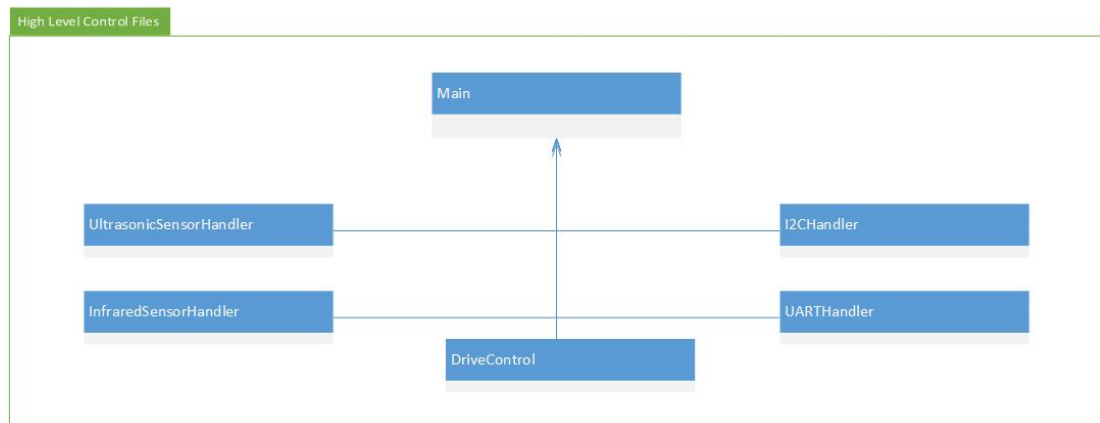 High Level Control Files
Main
UltrasonicSensorHandler
I2CHandler
InfraredSensorHandler
UARTHandler
DriveControl